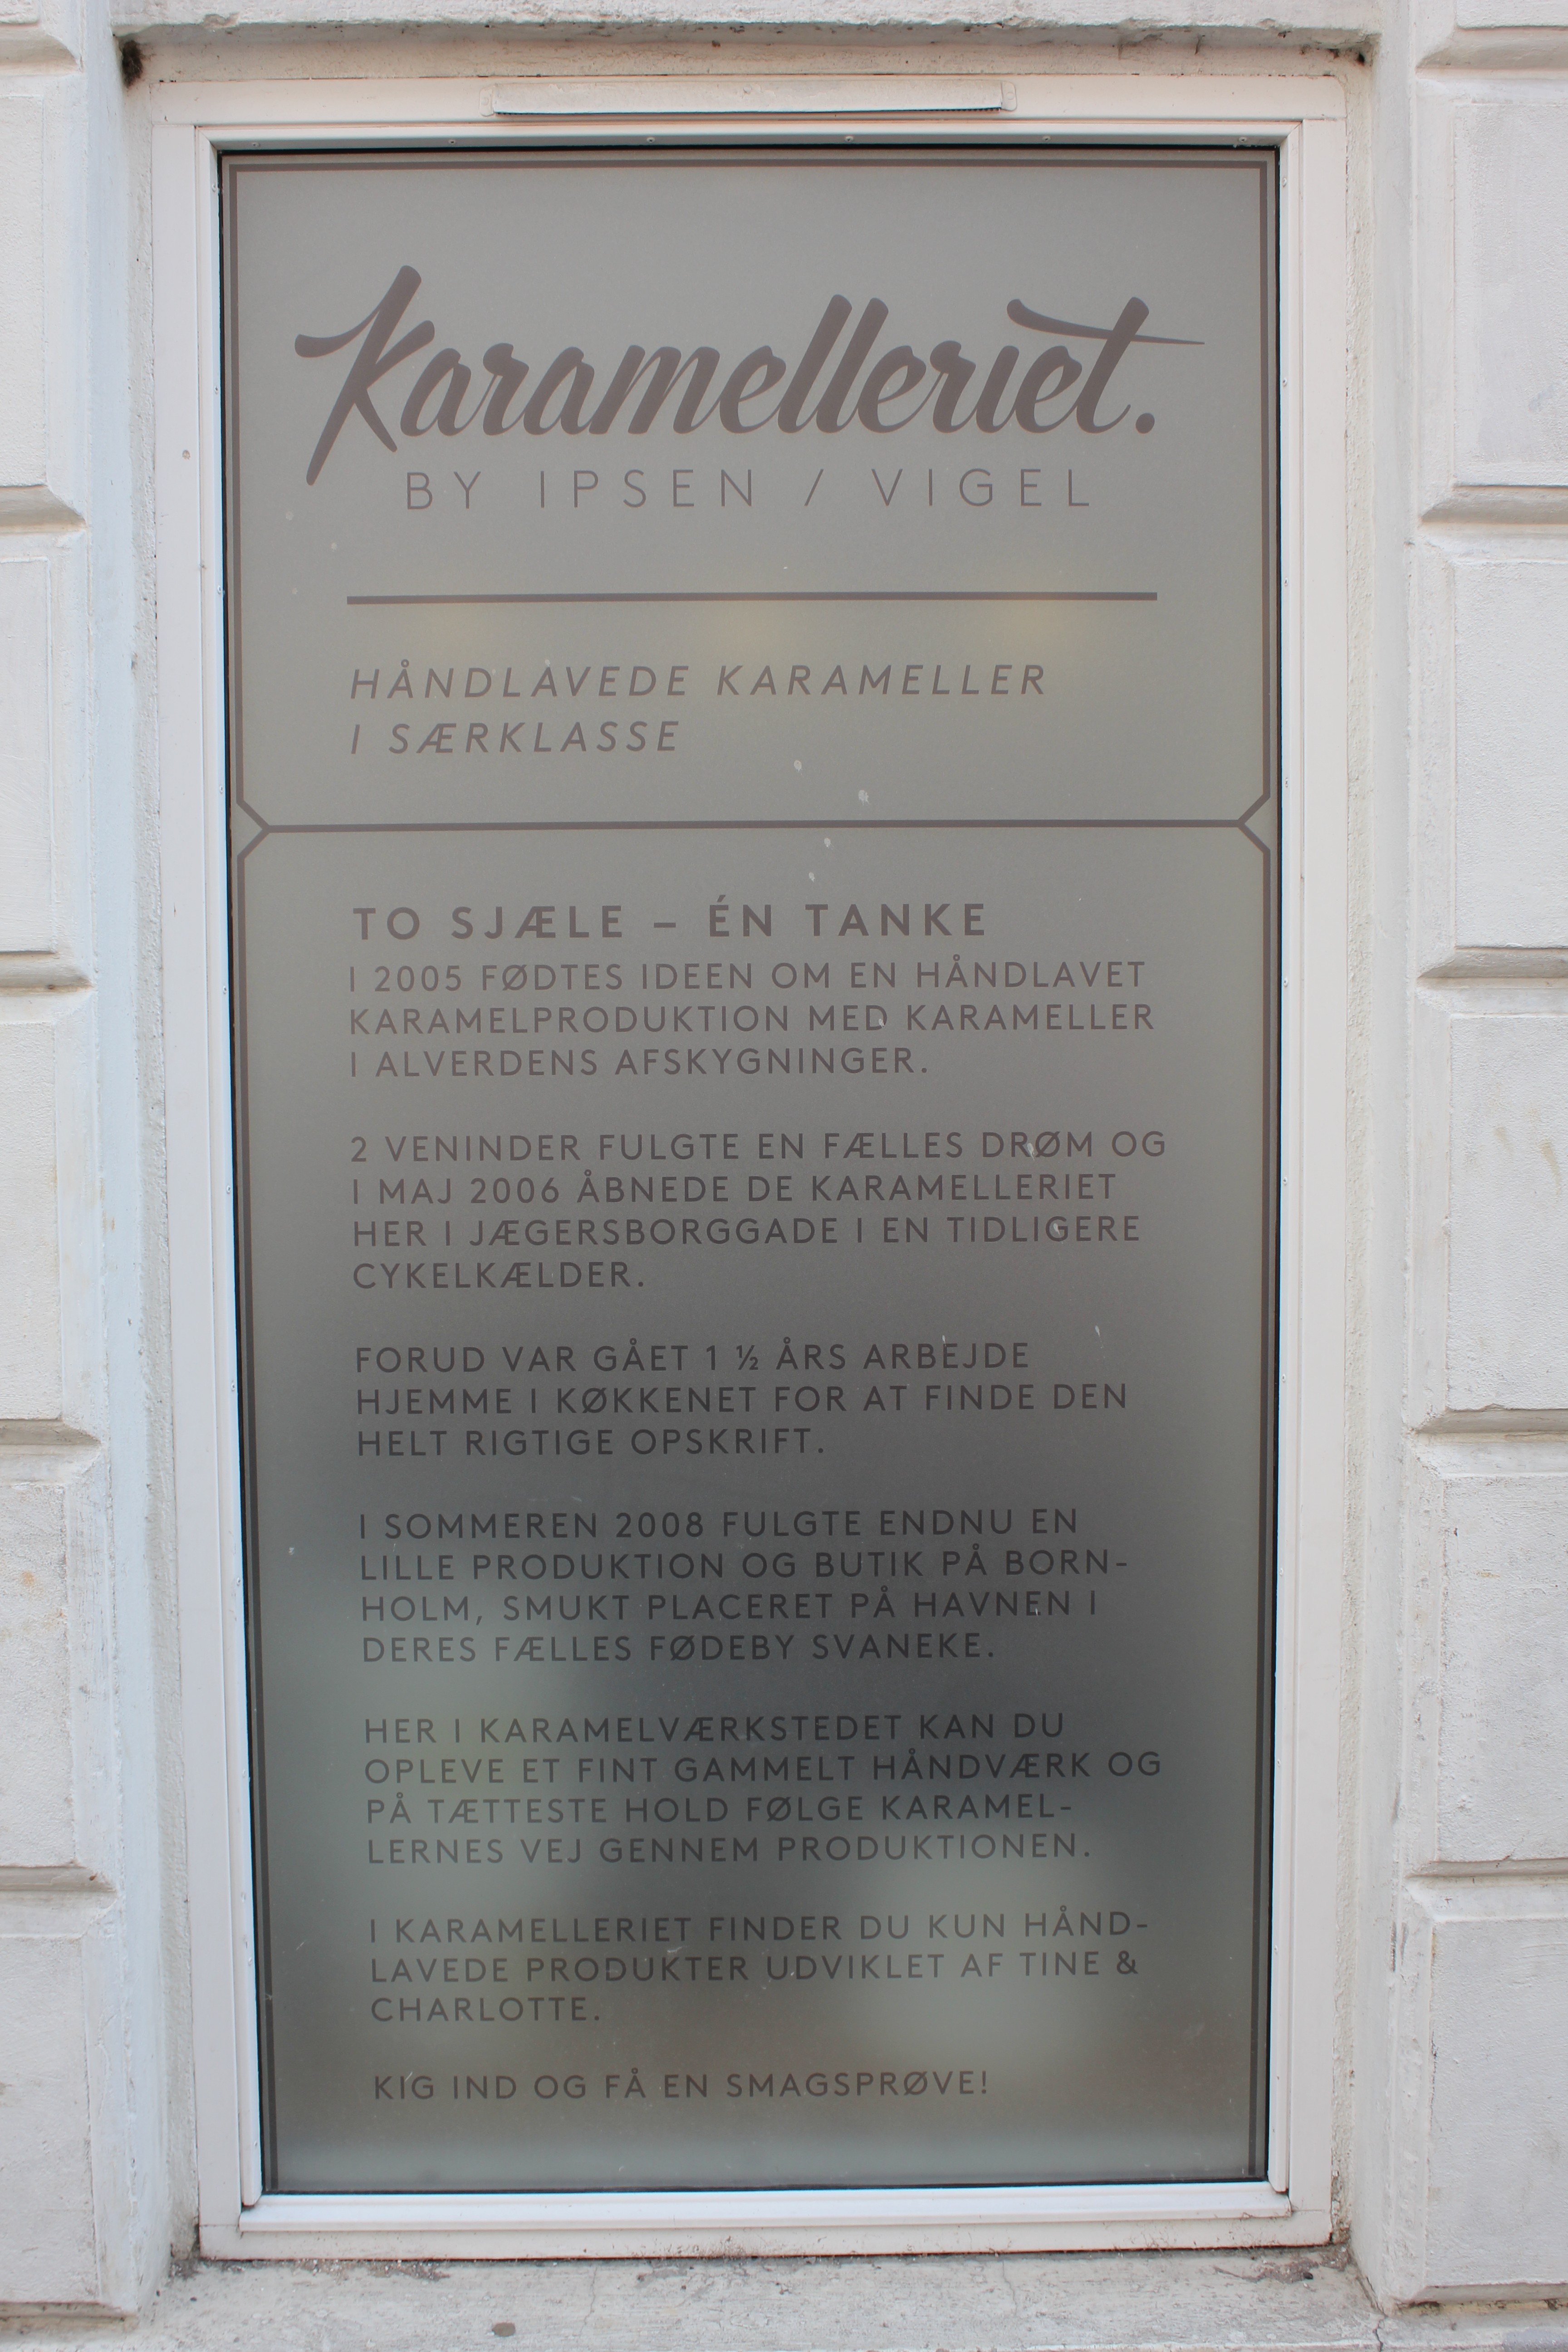 Karamelleriet.
BY IPSEN / VIGEL
HÅNDLAVEDE KARAMELLER
I SÆRKLASSE
TO SJÆLE – ÉN TANKE
I 2005 FØDTES IDEEN OM EN HÅNDLAVET
KARAMELPRODUKTION MED KARAMELLER
I ALVERDENS AFSKYGNINGER.
2 VENINDER FULGTE EN FÆLLES DRØM OG
I MAJ 2006 ÅBNEDE DE KARAMELLERIET
HER I JÆGERSBORGGADE I EN TIDLIGERE
CYKELKÆLDER.
FORUD VAR GÅET 1 ½ ÅRS ARBEJDE
HJEMME I KØKKENET FOR AT FINDE DEN
HELT RIGTIGE OPSKRIFT.
I SOMMEREN 2008 FULGTE ENDNU EN
LILLE PRODUKTION OG BUTIK PÅ BORN-
HOLM, SMUKT PLACERET PÅ HAVNEN I
DERES FÆLLES FØDEBY SVANEKE.
HER I KARAMELVÆRKSTEDET KAN DU
OPLEVE ET FINT GAMMELT HÅNDVÆRK OG
PÅ TÆTTESTE HOLD FØLGE KARAMEL-
LERNES VEJ GENNEM PRODUKTIONEN.
I KARAMELLERIET FINDER DU KUN HÅND-
LAVEDE PRODUKTER UDVIKLET AF TINE &
CHARLOTTE.
KIG IND OG FÅ EN SMAGSPRØVE!